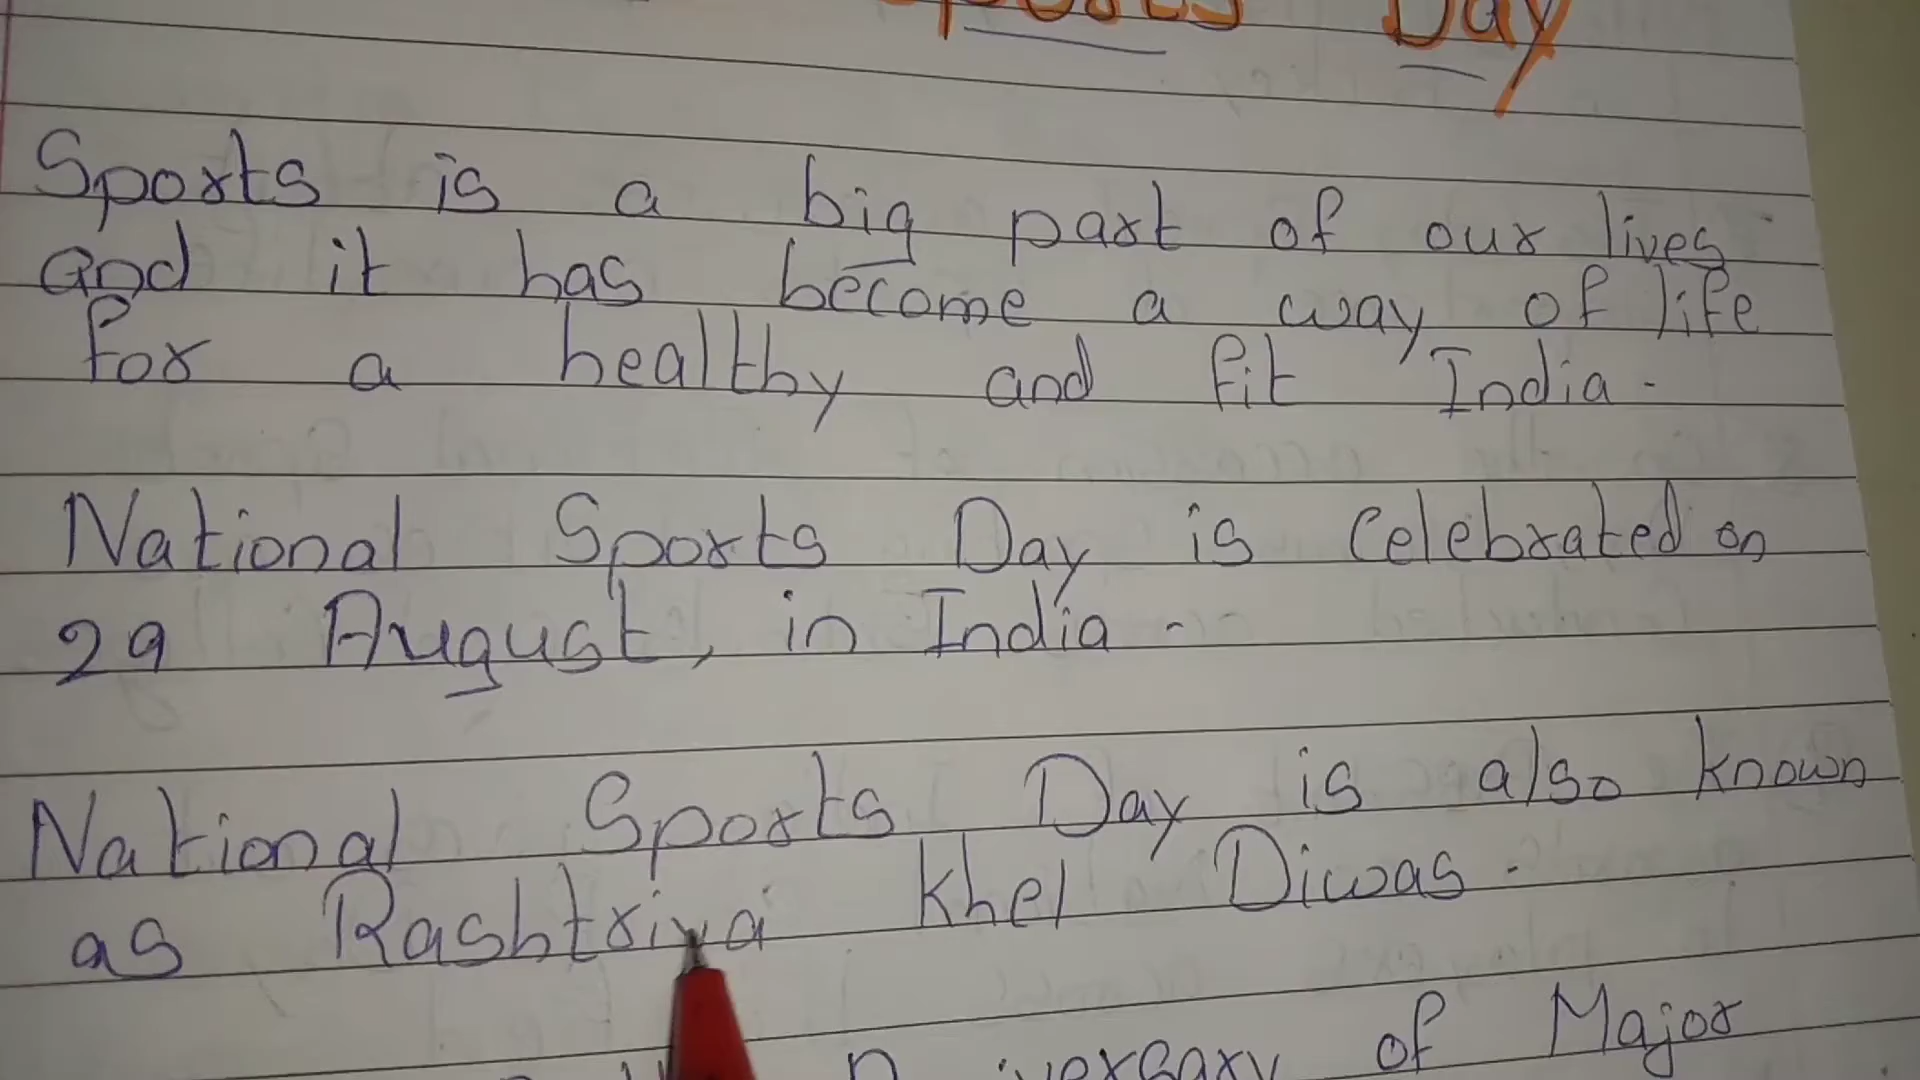 Sports Day
Sports is a big part of our lives
and it has become a way of life
for a healthy and fit India.
National Sports Day is Celebrated on
29 August, in India.
National Sports Day is also known
as Rashtriya Khel Diwas.
of Major